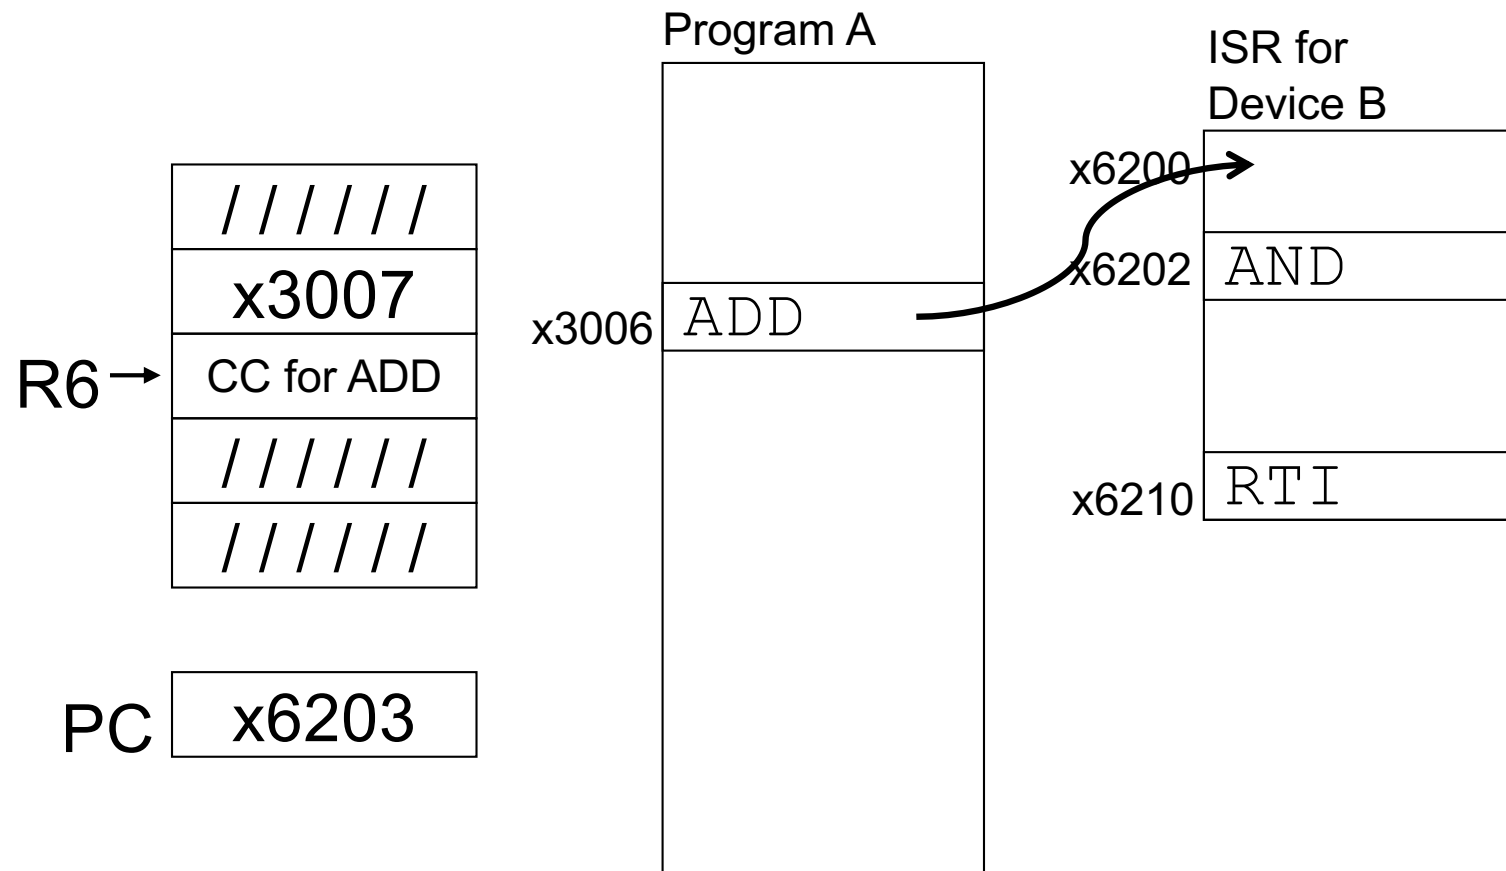 Program A
ISR for
Device B
//////
x3007
R6
CC for ADD
//////
//////
PC
x6203
x3006
ADD
x6200
x6202
AND
x6210
RTI